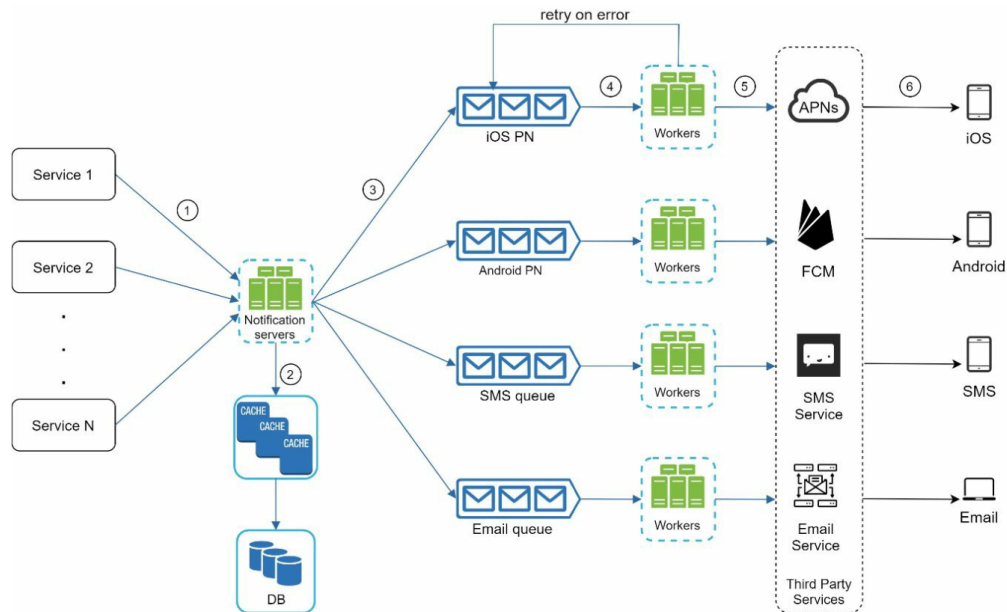 retry on error
4
5
6
APNs
iOS PN
Workers
iOS
Service 1
3
1
Service 2
Android PN
Workers
FCM
Android
.
.
.
Notification
servers
2
SMS queue
Workers
SMS
Service
SMS
Service N
CACHE
CACHE
CACHE
Email queue
Workers
Email
Service
Email
DB
Third Party
Services